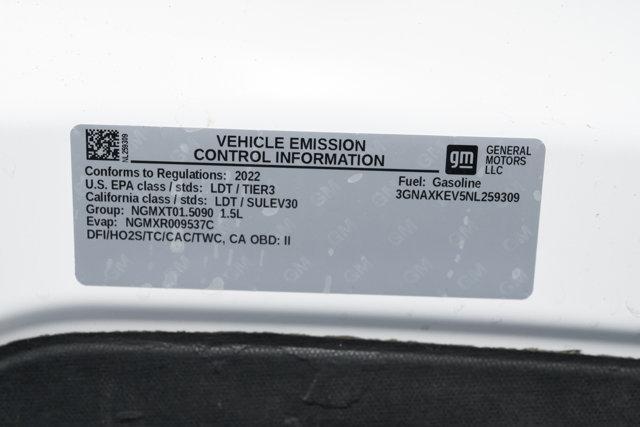 NL259309
VEHICLE EMISSION
CONTROL INFORMATION
gm
GENERAL
MOTORS
LLC
Conforms to Regulations: 2022
U.S. EPA class / stds: LDT / TIER3
California class / stds: LDT / SULEV30
Group: NGMXT01.5090 1.5L
Evap: NGMXR009537C
DFI/HO2S/TC/CAC/TWC, CA OBD: II
Fuel: Gasoline
3GNAXKEV5NL259309